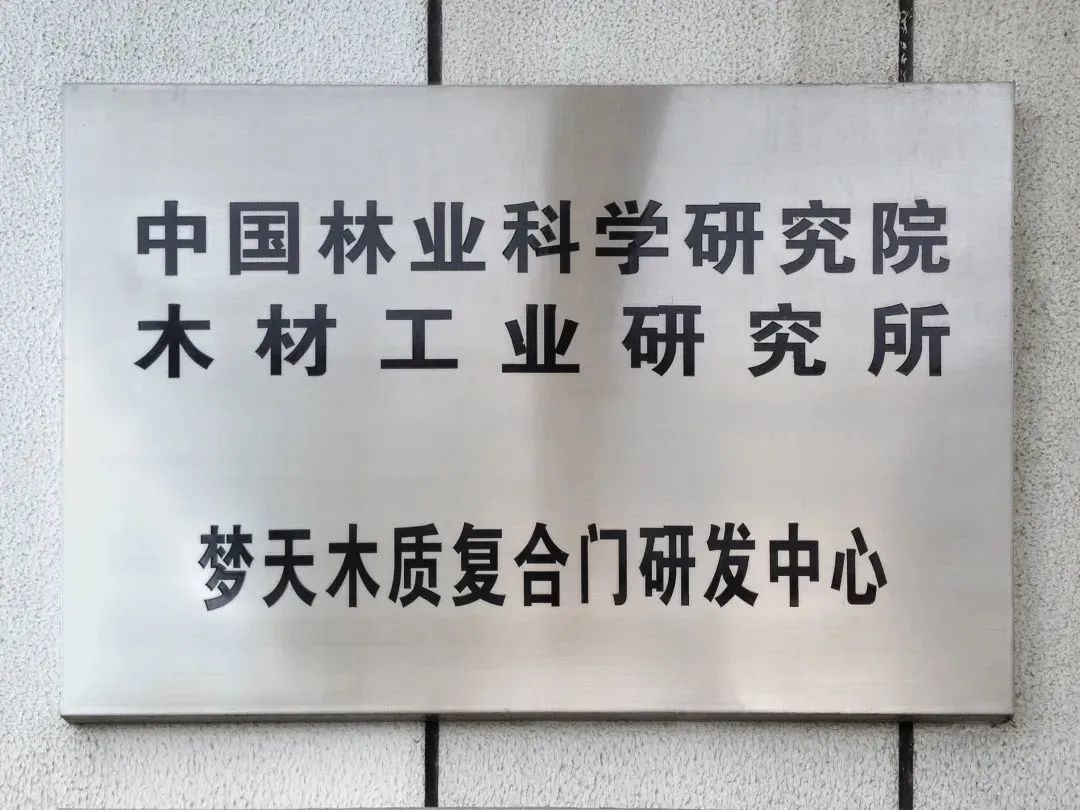 中国林业科学研究院
木材工业研究所
梦天木质复合门研发中心